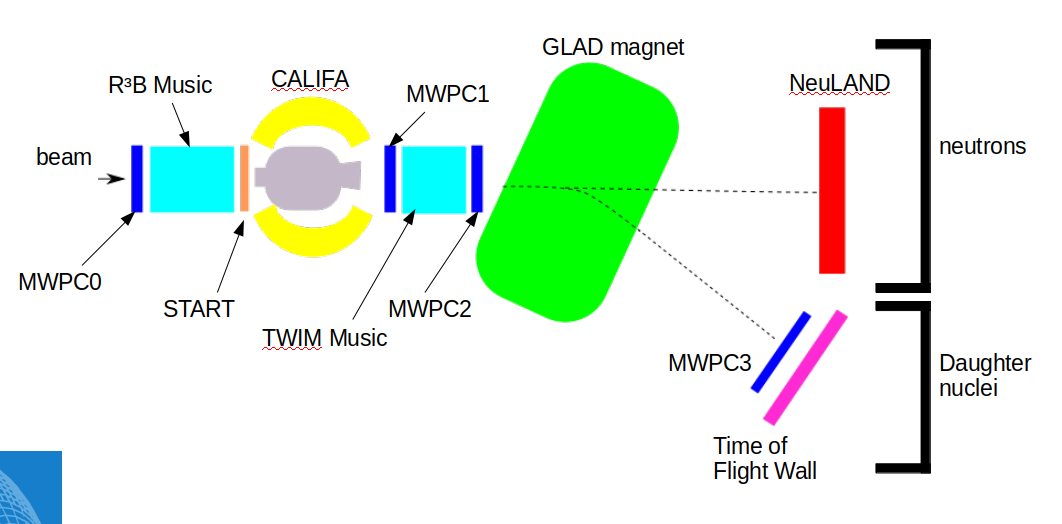 GLAD magnet
R³B Music
CALIFA
MWPC1
NeuLAND
beam
neutrons
MWPC0
START
TWIM Music
MWPC2
MWPC3
Daughter
nuclei
Time of
Flight Wall